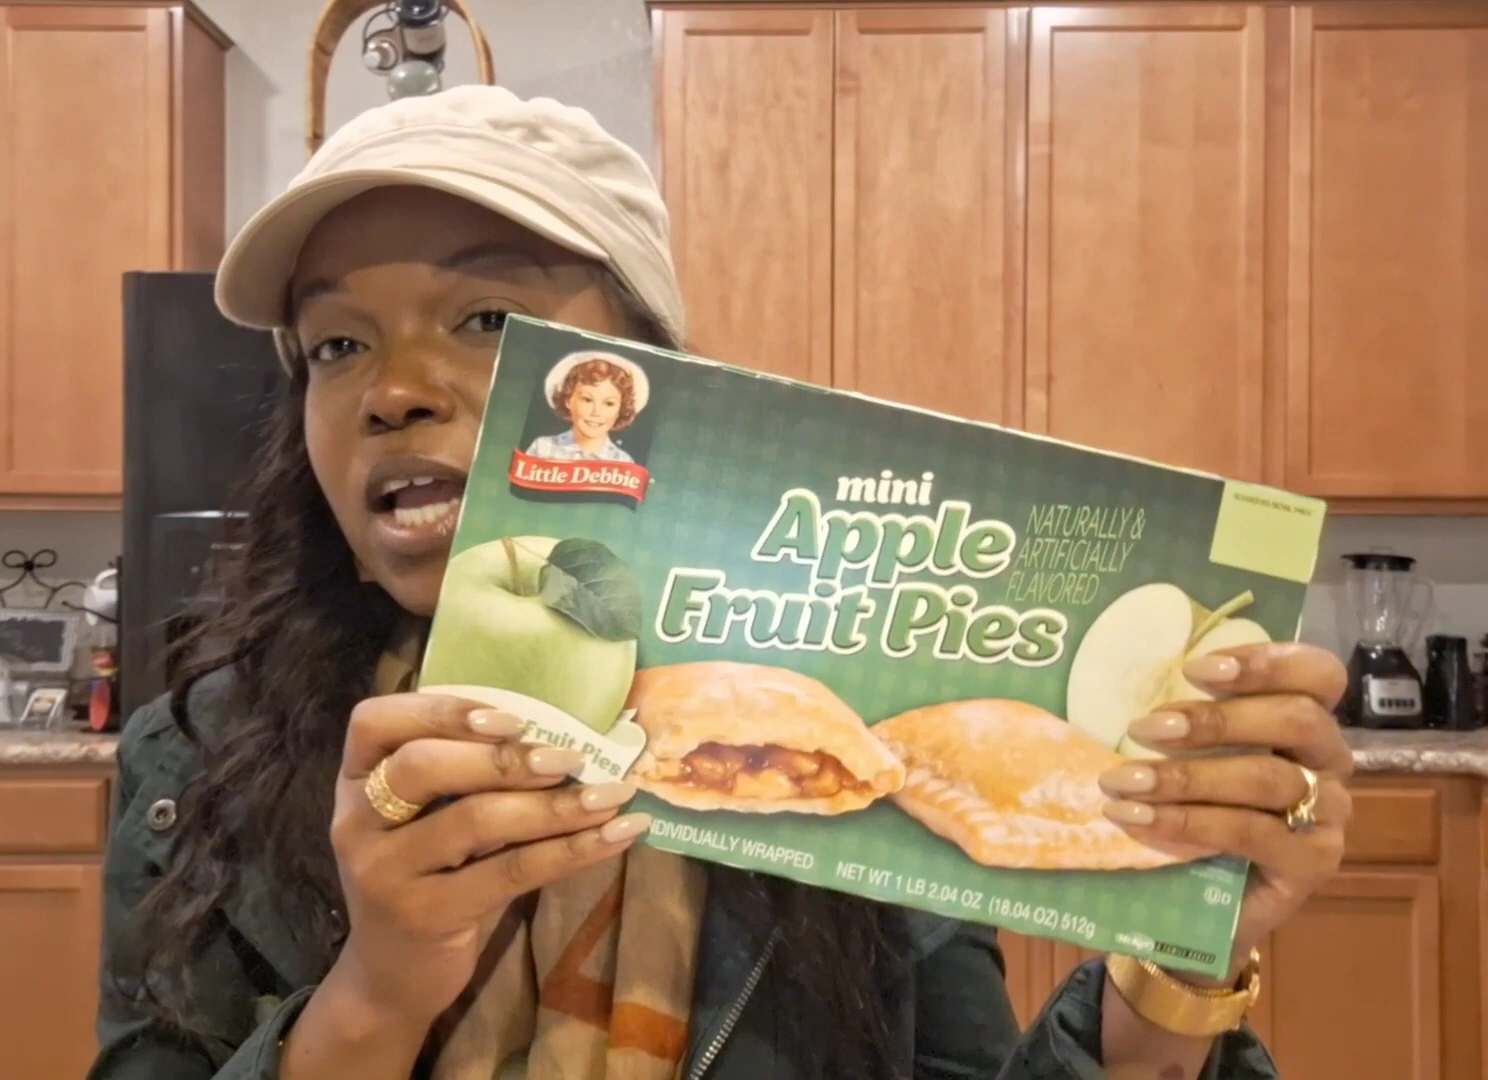 Little Debbie
mini
Apple
Fruit Pies
NATURALLY &
ARTIFICIALLY
FLAVORED
Fruit Pies
INDIVIDUALLY WRAPPED
NET WT 1 LB 2.04 OZ (18.04 OZ) 512g